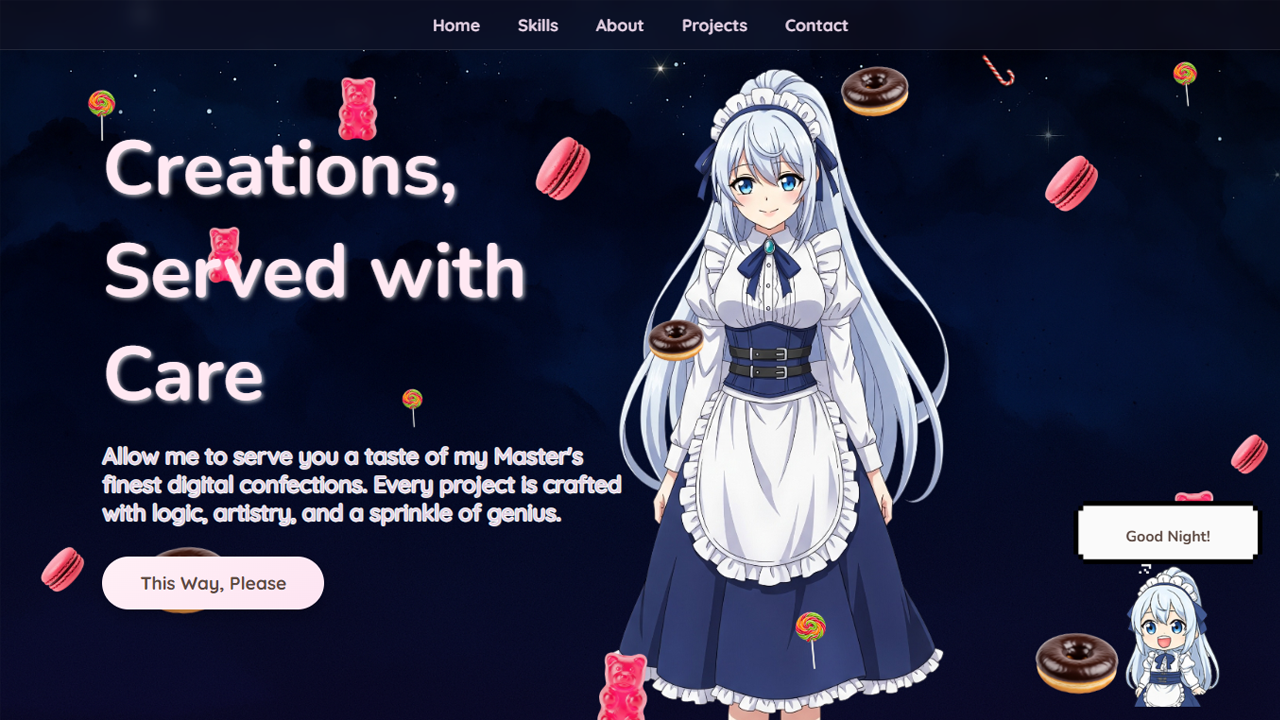 Home Skills About Projects Contact
Creations,
Served with
Care
Allow me to serve you a taste of my Master's
finest digital confections. Every project is crafted
with logic, artistry, and a sprinkle of genius.
This Way, Please
Good Night!